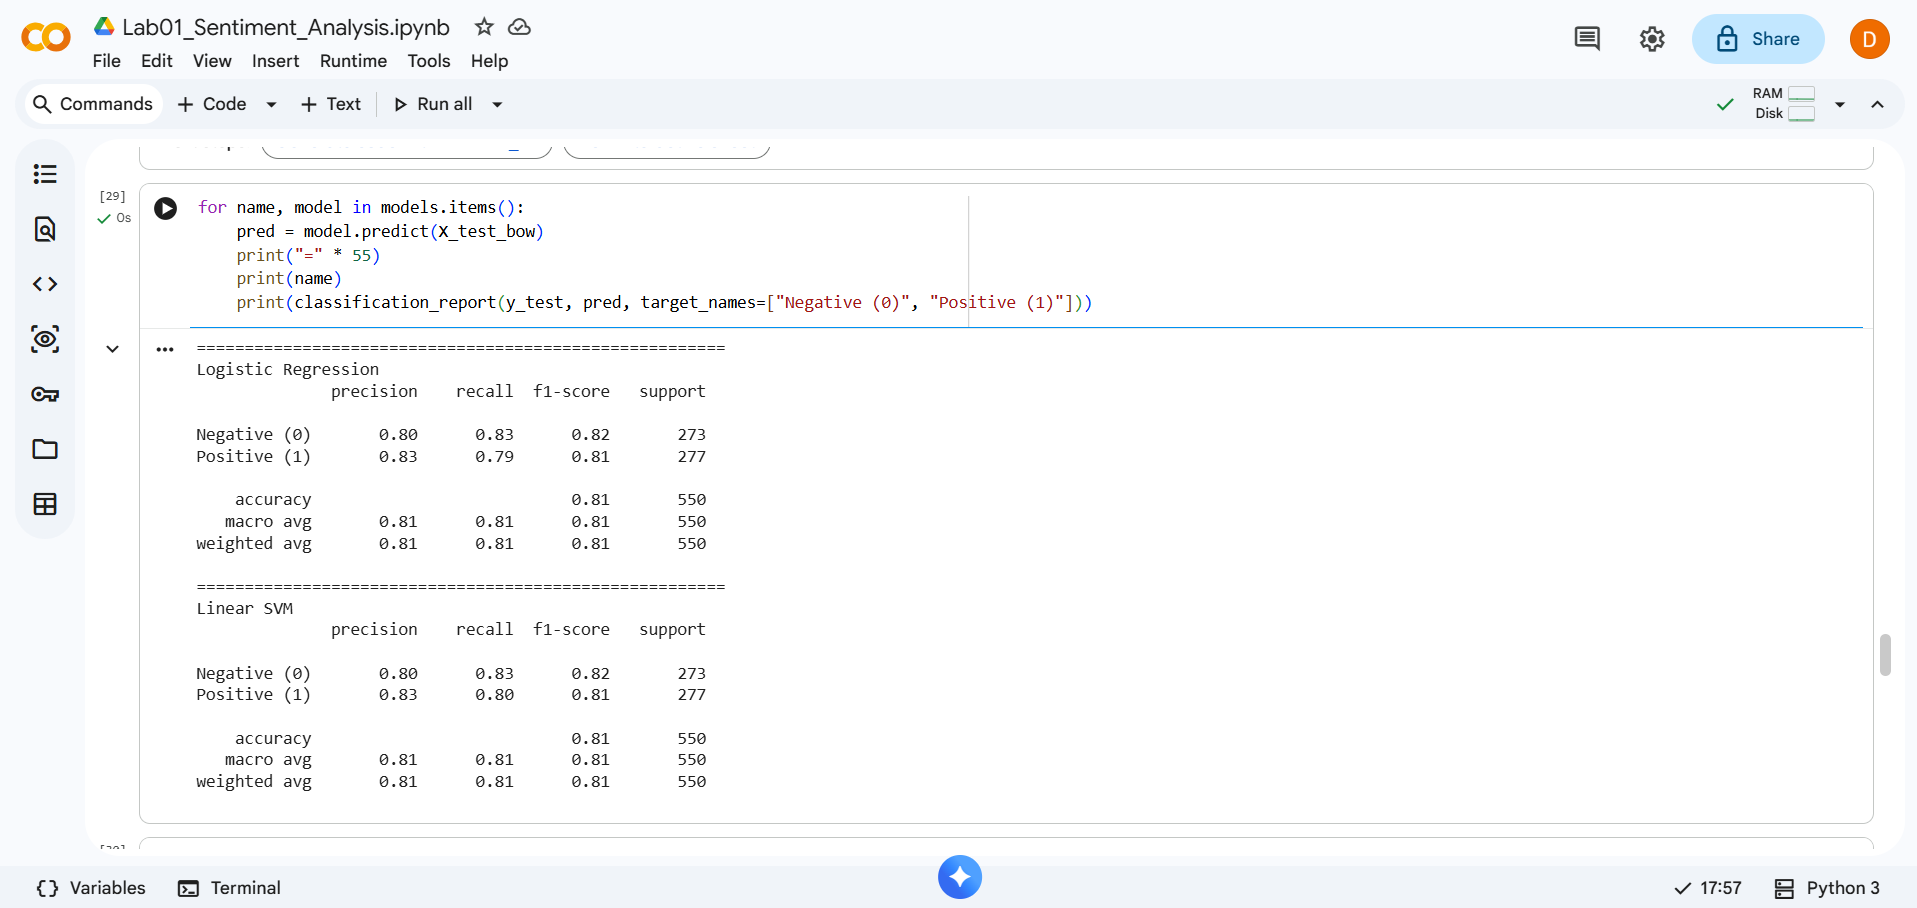 Lab01_Sentiment_Analysis.ipynb
File Edit View Insert Runtime Tools Help
Share
D
Commands + Code + Text Run all
RAM
Disk
[29]
0s
for name, model in models.items():
    pred = model.predict(X_test_bow)
    print("=" * 55)
    print(name)
    print(classification_report(y_test, pred, target_names=["Negative (0)", "Positive (1)"]))
=======================================================
Logistic Regression
              precision    recall  f1-score   support

Negative (0)       0.80      0.83      0.82       273
Positive (1)       0.83      0.79      0.81       277

    accuracy                           0.81       550
   macro avg       0.81      0.81      0.81       550
weighted avg       0.81      0.81      0.81       550

=======================================================
Linear SVM
              precision    recall  f1-score   support

Negative (0)       0.80      0.83      0.82       273
Positive (1)       0.83      0.80      0.81       277

    accuracy                           0.81       550
   macro avg       0.81      0.81      0.81       550
weighted avg       0.81      0.81      0.81       550
Variables Terminal
17:57 Python 3